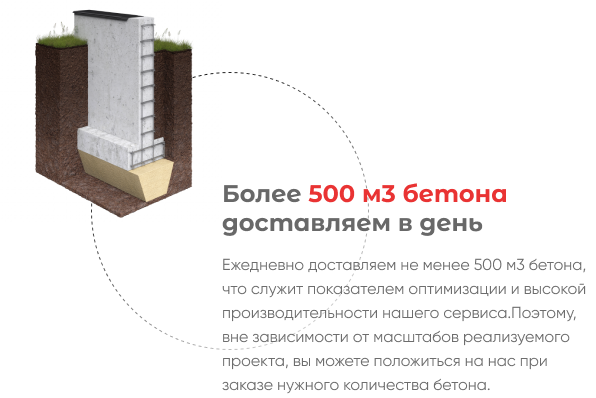 Более 500 м3 бетона
доставляем в день
Ежедневно доставляем не менее 500 м3 бетона,
что служит показателем оптимизации и высокой
производительности нашего сервиса.Поэтому,
вне зависимости от масштабов реализуемого
проекта, вы можете положиться на нас при
заказе нужного количества бетона.